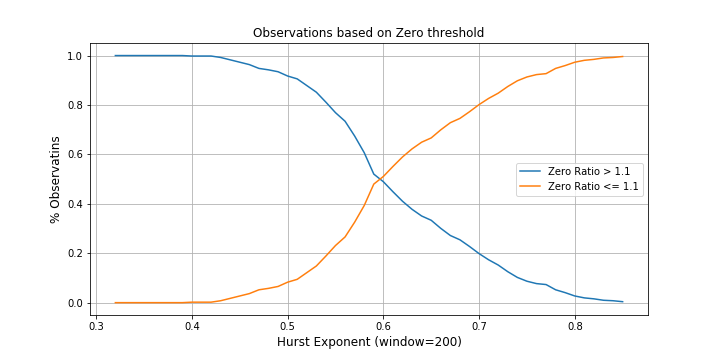 Observations based on Zero threshold
1.0
0.8
0.6
0.4
0.2
0.0
% Observatins
Zero Ratio > 1.1
Zero Ratio <= 1.1
0.3 0.4 0.5 0.6 0.7 0.8
Hurst Exponent (window=200)